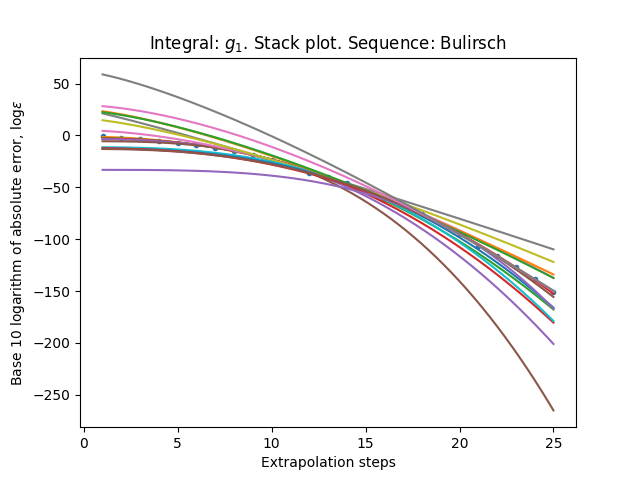 Integral: g₁. Stack plot. Sequence: Bulirsch
Base 10 logarithm of absolute error, logε
50
0
−50
−100
−150
−200
−250
0 5 10 15 20 25
Extrapolation steps